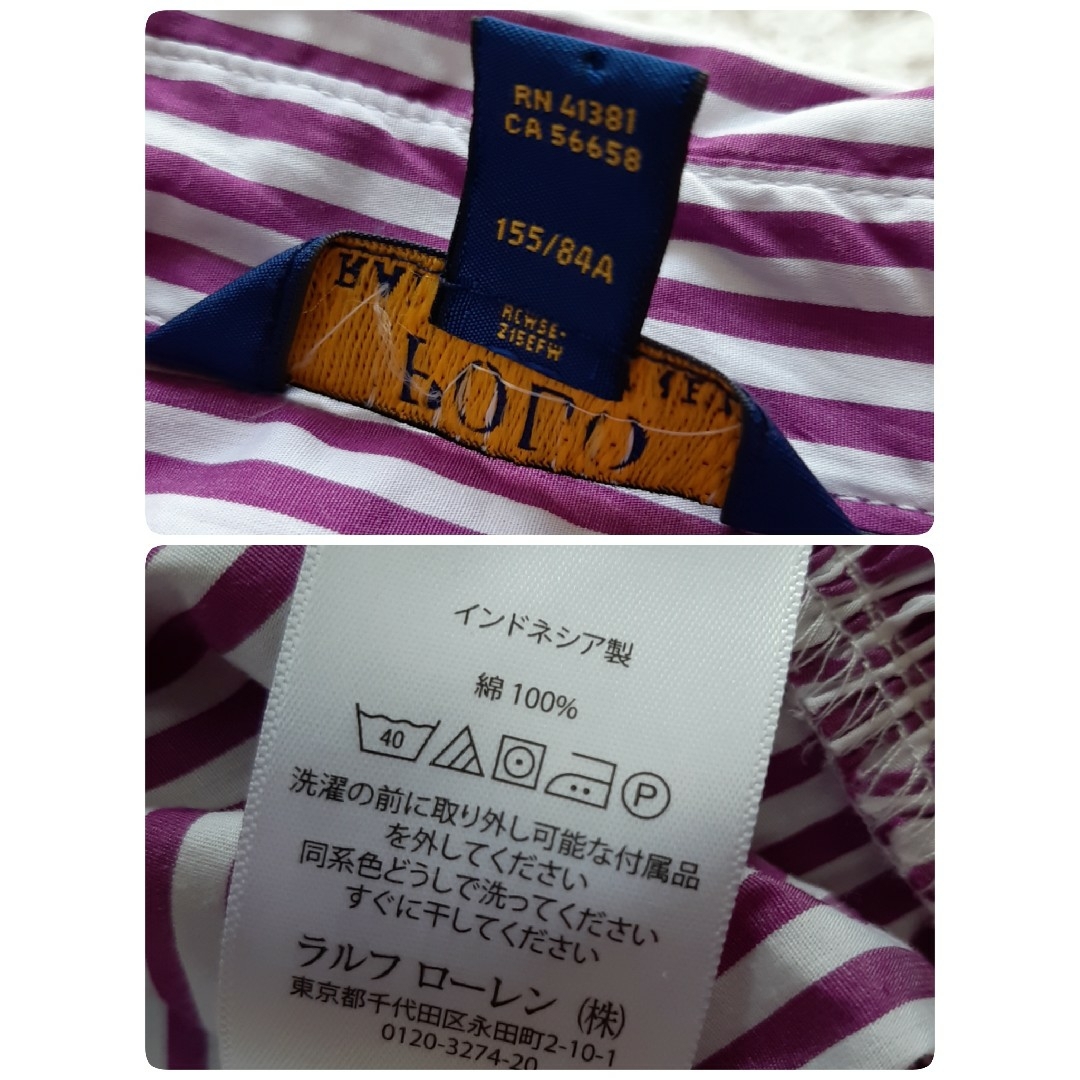 RN 41381
CA 56658
155/84A
RCWSE-
Z15EFW
POLO
インドネシア製
綿 100%
40
P
洗濯の前に取り外し可能な付属品
を外してください
同系色どうしで洗ってください
すぐに干してください
ラルフ ローレン (株)
東京都千代田区永田町2-10-1
0120-3274-20